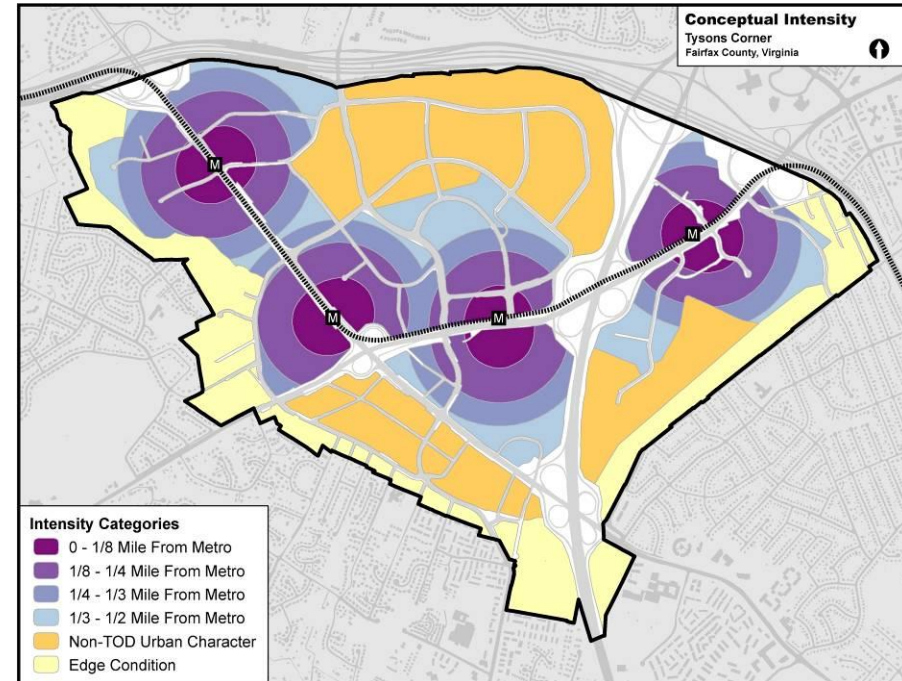 Conceptual Intensity
Tysons Corner
Fairfax County, Virginia
M
M
M
M
Intensity Categories
0 - 1/8 Mile From Metro
1/8 - 1/4 Mile From Metro
1/4 - 1/3 Mile From Metro
1/3 - 1/2 Mile From Metro
Non-TOD Urban Character
Edge Condition